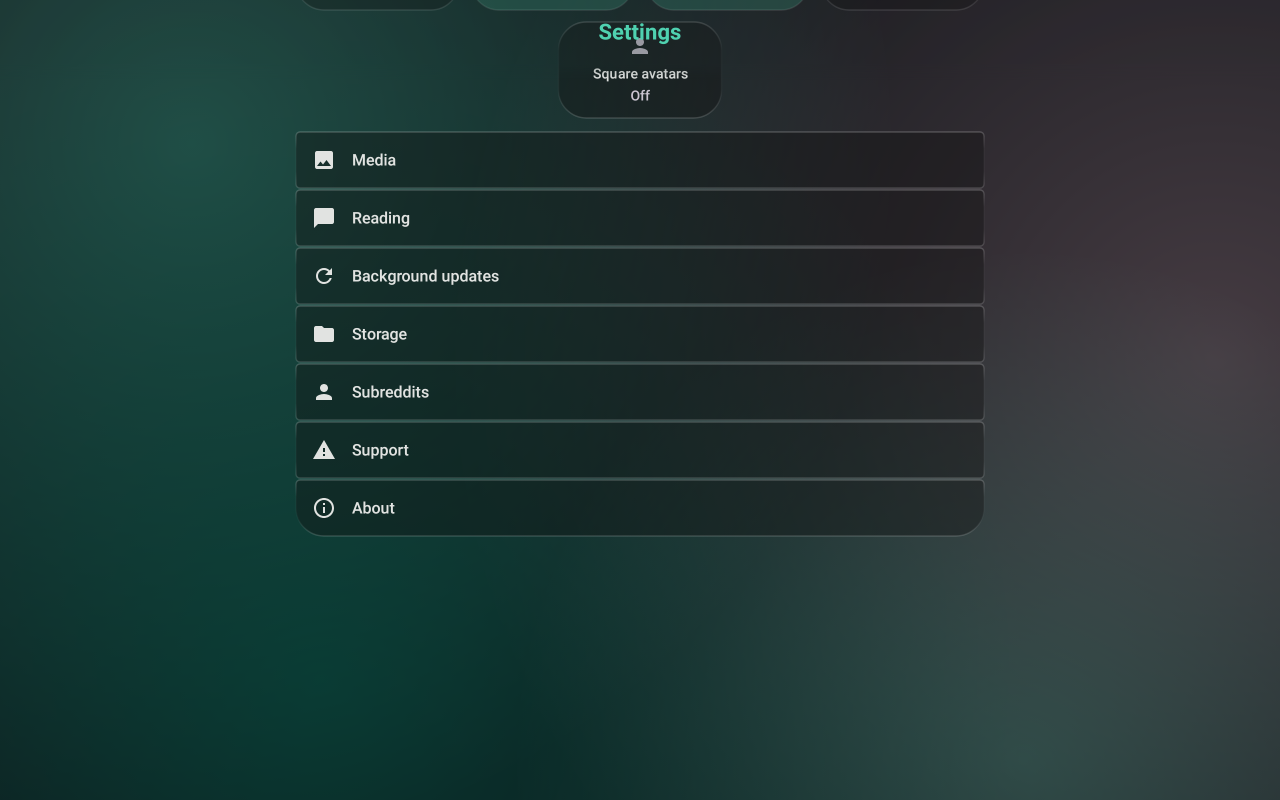 Settings
Square avatars
Off
Media
Reading
Background updates
Storage
Subreddits
Support
About